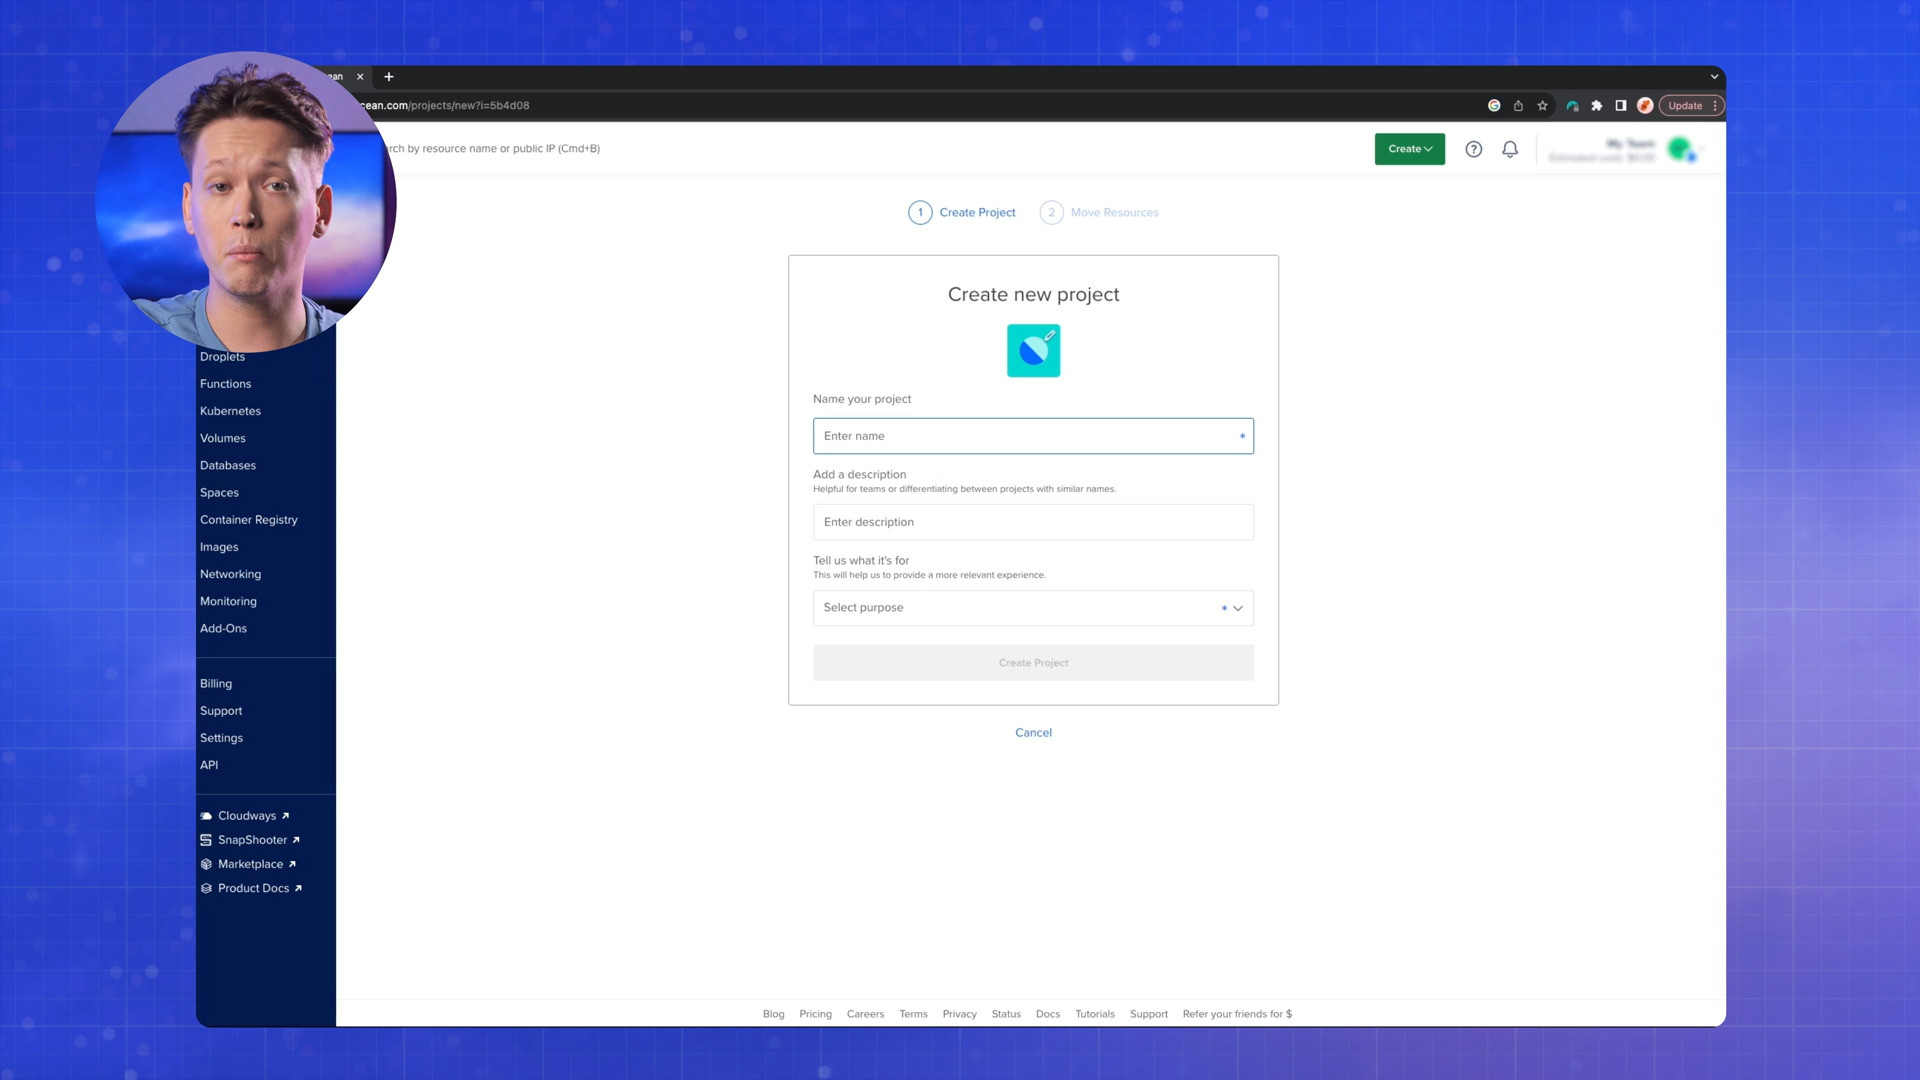 ean
cean.com/projects/new?i=5b4d08
Update
rch by resource name or public IP (Cmd+B)
Create
My Team
1 Create Project 2 Move Resources
Create new project
Name your project
Enter name *
Add a description
Helpful for teams or differentiating between projects with similar names.
Enter description
Tell us what it's for
This will help us to provide a more relevant experience.
Select purpose *
Create Project
Cancel
Droplets
Functions
Kubernetes
Volumes
Databases
Spaces
Container Registry
Images
Networking
Monitoring
Add-Ons
Billing
Support
Settings
API
Cloudways
SnapShooter
Marketplace
Product Docs
Blog Pricing Careers Terms Privacy Status Docs Tutorials Support Refer your friends for $